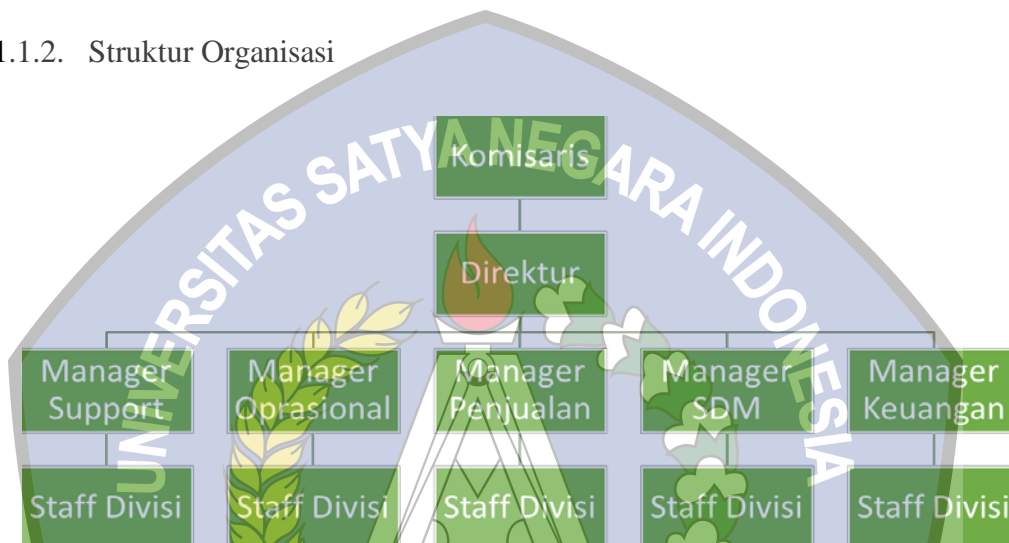 1.1.2. Struktur Organisasi
UNIVERSITAS SATYA NEGARA INDONESIA
Komisaris
Direktur
Manager Support
Manager Oprasional
Manager Penjualan
Manager SDM
Manager Keuangan
Staff Divisi
Staff Divisi
Staff Divisi
Staff Divisi
Staff Divisi